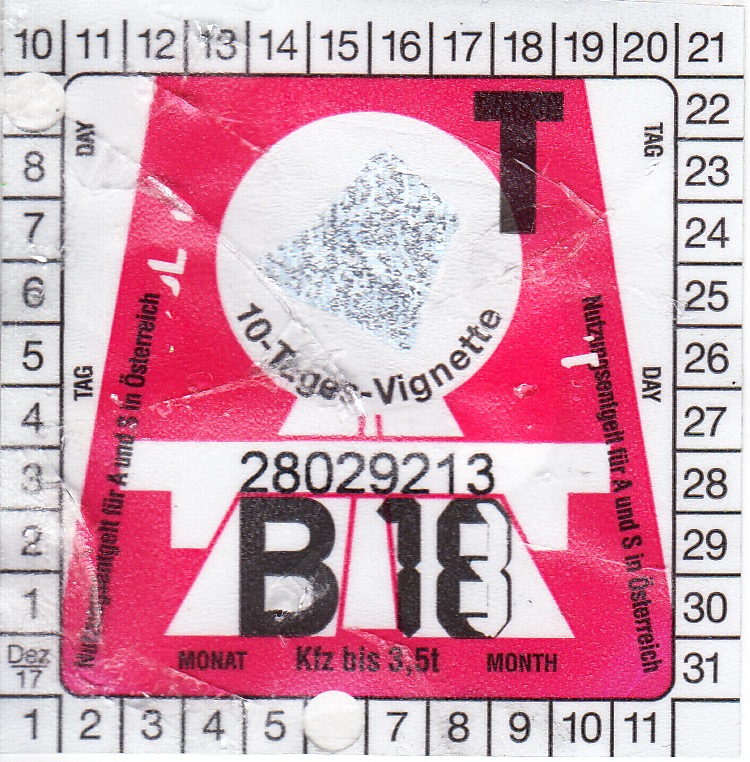 10 11 12 13 14 15 16 17 18 19 20 21
22
8 23
7 24
6 25
5 26
4 27
3 28
2 29
1 30
Dez 17 31
1 2 3 4 5 7 8 9 10 11
DAY
TAG
T
10-Tages-Vignette
TAG
DAY
Nutzungsentgelt für A und S in Österreich
Nutzungsentgelt für A und S in Österreich
28029213
B 18
MONAT Kfz bis 3,5t MONTH